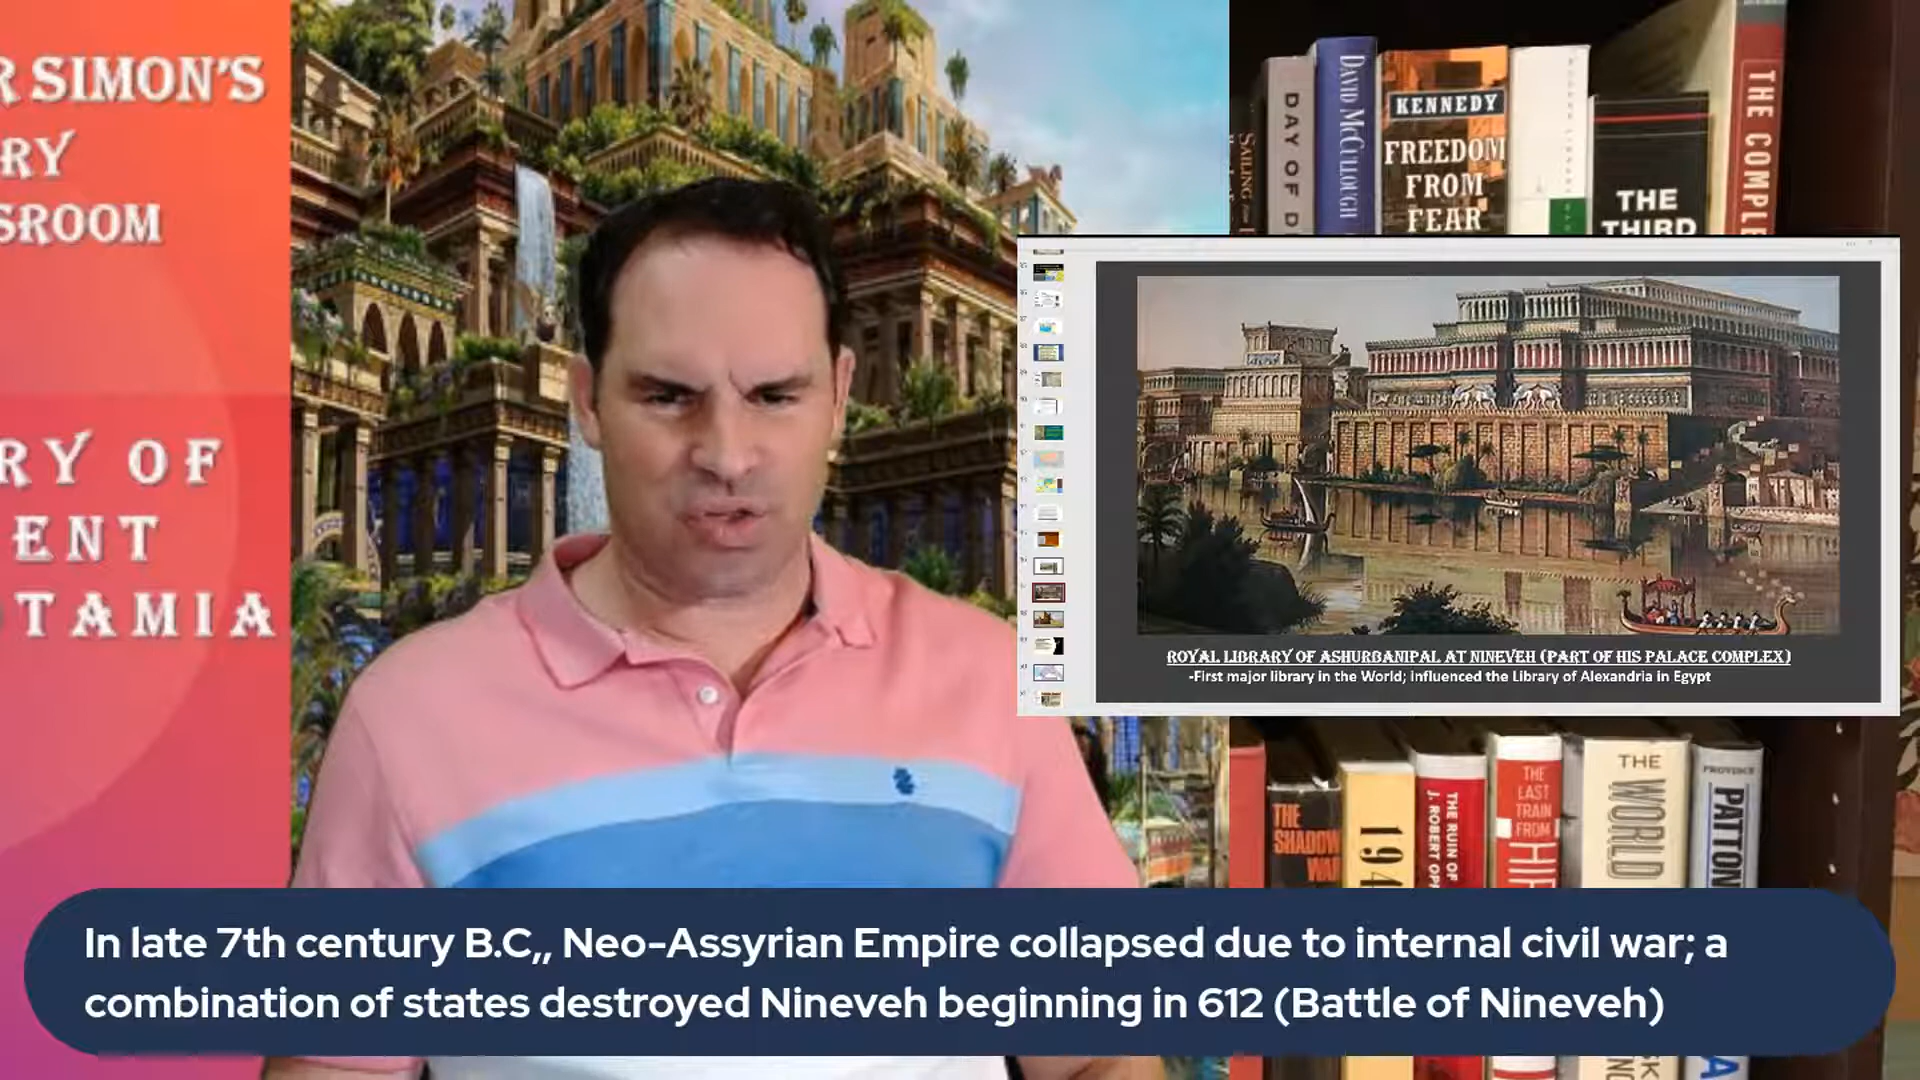 R SIMON'S
RY
SROOM
RY OF
ENT
TAMIA
SAILING
DAY OF D
DAVID McCULLOUGH
KENNEDY
FREEDOM
FROM
FEAR
THE
THIRD
THE COMPLE
ROYAL LIBRARY OF ASHURBANIPAL AT NINEVEH (PART OF HIS PALACE COMPLEX)
-First major library in the World; influenced the Library of Alexandria in Egypt
THE
SHADOW
WAR
194
THE RUIN OF
J. ROBERT OPP
THE
LAST
TRAIN
FROM
HIR
THE
WORLD
PROVINCE
PATTON
In late 7th century B.C,, Neo-Assyrian Empire collapsed due to internal civil war; a
combination of states destroyed Nineveh beginning in 612 (Battle of Nineveh)